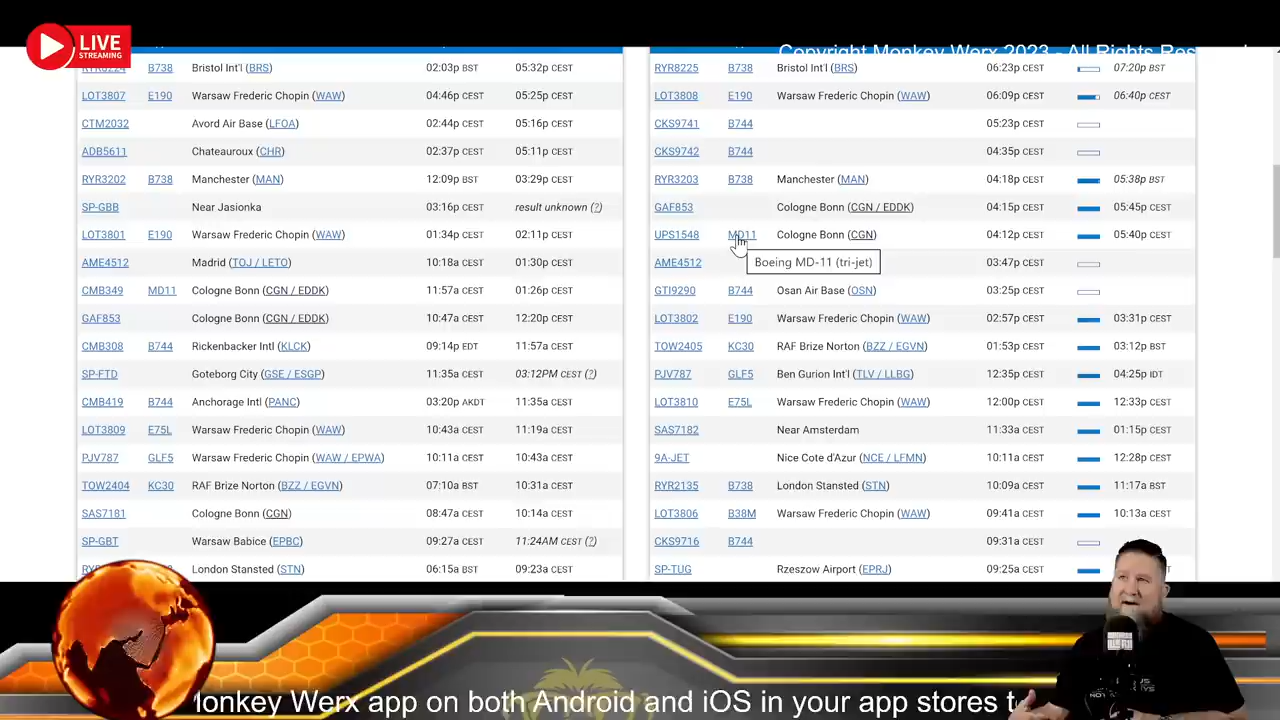 LIVE
STREAMING
Copyright Monkey Werx 2023 - All Rights
B738 Bristol Int'l (BRS) 02:03p BST 05:32p CEST
LOT3807 E190 Warsaw Frederic Chopin (WAW) 04:46p CEST 05:25p CEST
CTM2032 Avord Air Base (LFOA) 02:44p CEST 05:16p CEST
ADB5611 Chateauroux (CHR) 02:37p CEST 05:11p CEST
RYR3202 B738 Manchester (MAN) 12:09p BST 03:29p CEST
SP-GBB Near Jasionka 03:16p CEST result unknown (?)
LOT3801 E190 Warsaw Frederic Chopin (WAW) 01:34p CEST 02:11p CEST
AME4512 Madrid (TOJ / LETO) 10:18a CEST 01:30p CEST
CMB349 MD11 Cologne Bonn (CGN / EDDK) 11:57a CEST 01:26p CEST
GAF853 Cologne Bonn (CGN / EDDK) 10:47a CEST 12:20p CEST
CMB308 B744 Rickenbacker Intl (KLCK) 09:14p EDT 11:57a CEST
SP-FTD Goteborg City (GSE / ESGP) 11:35a CEST 03:12PM CEST (?)
CMB419 B744 Anchorage Intl (PANC) 03:20p AKDT 11:35a CEST
LOT3809 E75L Warsaw Frederic Chopin (WAW) 10:43a CEST 11:19a CEST
PJV787 GLF5 Warsaw Frederic Chopin (WAW / EPWA) 10:11a CEST 10:43a CEST
TOW2404 KC30 RAF Brize Norton (BZZ / EGVN) 07:10a BST 10:31a CEST
SAS7181 Cologne Bonn (CGN) 08:47a CEST 10:14a CEST
SP-GBT Warsaw Babice (EPBC) 09:27a CEST 11:24AM CEST (?)
London Stansted (STN) 06:15a BST 09:23a CEST
RYR8225 B738 Bristol Int'l (BRS) 06:23p CEST 07:20p BST
LOT3808 E190 Warsaw Frederic Chopin (WAW) 06:09p CEST 06:40p CEST
CKS9741 B744 05:23p CEST
CKS9742 B744 04:35p CEST
RYR3203 B738 Manchester (MAN) 04:18p CEST 05:38p BST
GAF853 Cologne Bonn (CGN / EDDK) 04:15p CEST 05:45p CEST
UPS1548 MD11 Cologne Bonn (CGN) 04:12p CEST 05:40p CEST
AME4512 03:47p CEST
Boeing MD-11 (tri-jet)
GTI9290 B744 Osan Air Base (OSN) 03:25p CEST
LOT3802 E190 Warsaw Frederic Chopin (WAW) 02:57p CEST 03:31p CEST
TOW2405 KC30 RAF Brize Norton (BZZ / EGVN) 01:53p CEST 03:12p BST
PJV787 GLF5 Ben Gurion Int'l (TLV / LLBG) 12:35p CEST 04:25p IDT
LOT3810 E75L Warsaw Frederic Chopin (WAW) 12:00p CEST 12:33p CEST
SAS7182 Near Amsterdam 11:33a CEST 01:15p CEST
9A-JET Nice Cote d'Azur (NCE / LFMN) 10:11a CEST 12:28p CEST
RYR2135 B738 London Stansted (STN) 10:09a CEST 11:17a BST
LOT3806 B38M Warsaw Frederic Chopin (WAW) 09:41a CEST 10:13a CEST
CKS9716 B744 09:31a CEST
SP-TUG Rzeszow Airport (EPRJ) 09:25a CEST
Monkey Werx app on both Android and iOS in your app stores t